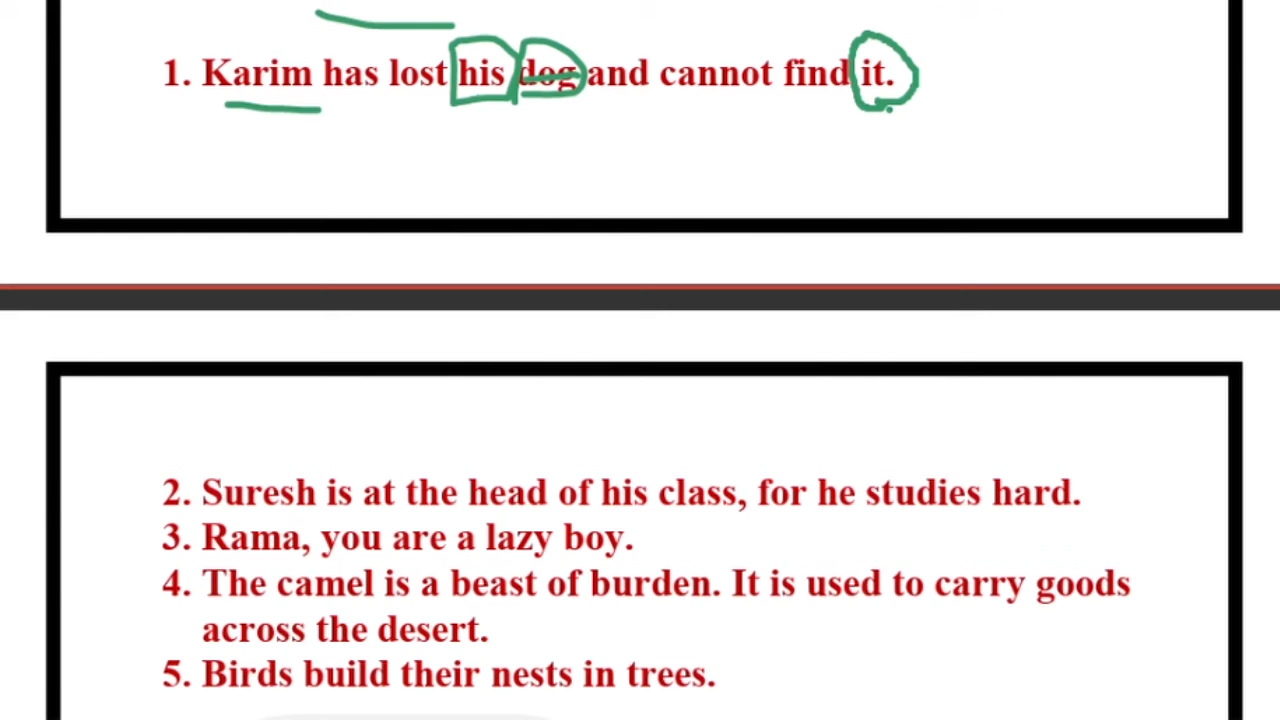 1. Karim has lost his dog and cannot find it.
2. Suresh is at the head of his class, for he studies hard.
3. Rama, you are a lazy boy.
4. The camel is a beast of burden. It is used to carry goods
across the desert.
5. Birds build their nests in trees.